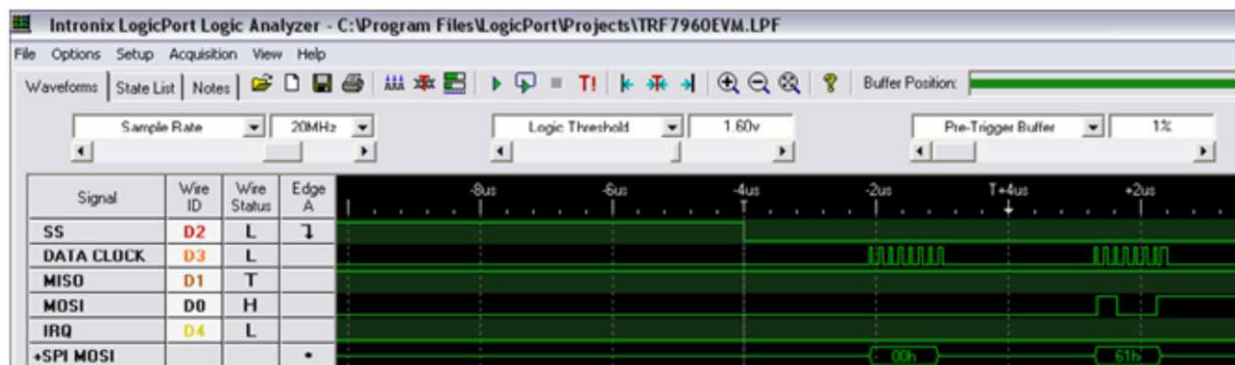 Intronix LogicPort Logic Analyzer - C:\Program Files\LogicPort\Projects\TRF7960EVM.LPF
File Options Setup Acquisition View Help
Waveforms State List Notes T! Buffer Position:
Sample Rate 20MHz Logic Threshold 1.60v Pre-Trigger Buffer 1%
Signal Wire ID Wire Status Edge A -8us -6us -4us -2us T+4us +2us
T
SS D2 L
DATA CLOCK D3 L
MISO D1 T
MOSI D0 H
IRQ D4 L
+SPI MOSI 00h 61h